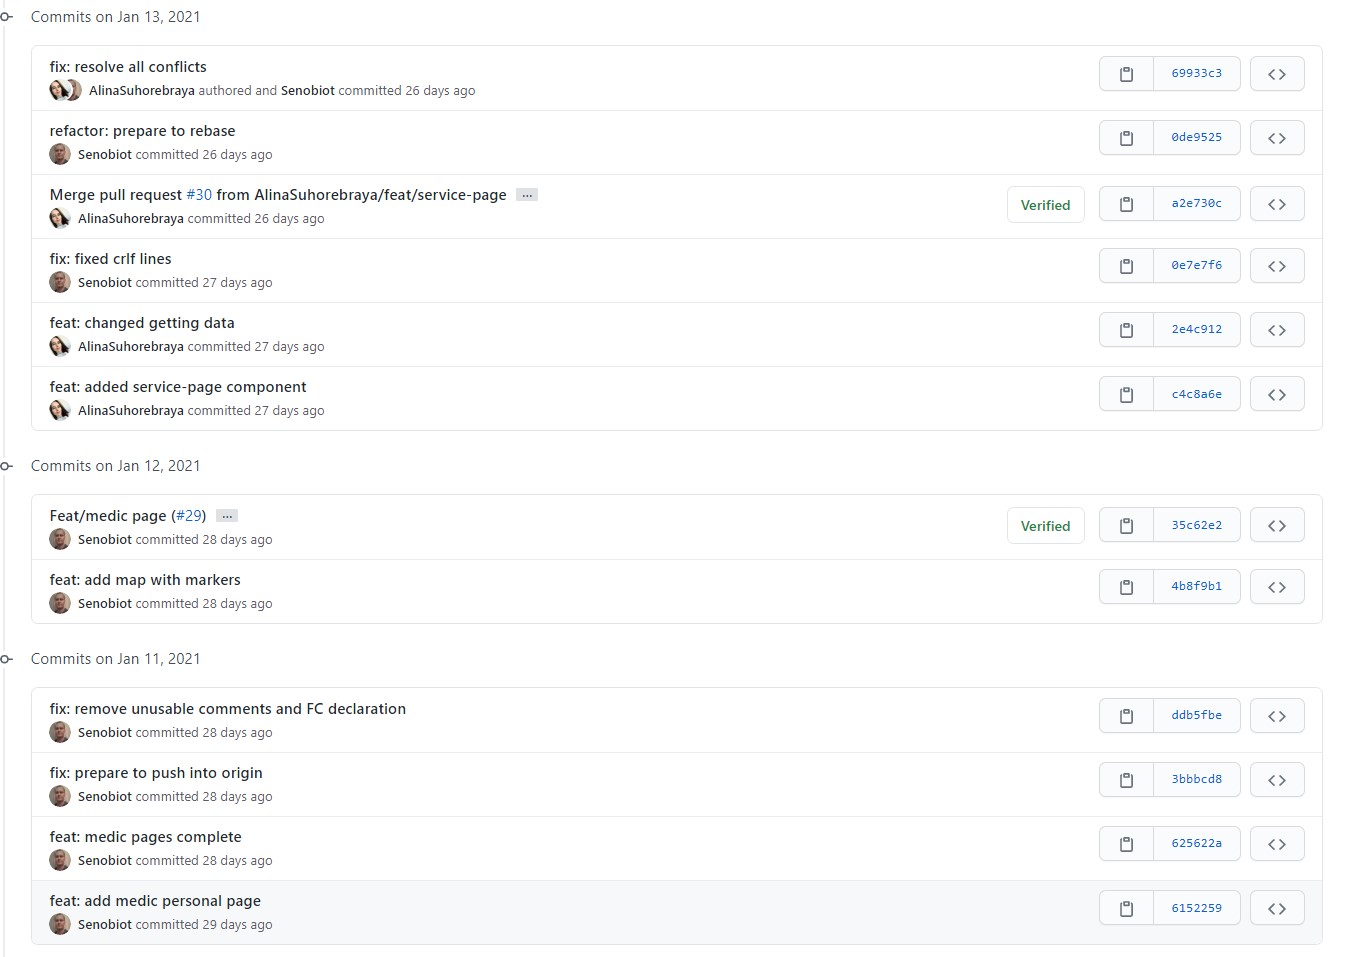 Commits on Jan 13, 2021
fix: resolve all conflicts
AlinaSuhorebraya authored and Senobiot committed 26 days ago
69933c3
refactor: prepare to rebase
Senobiot committed 26 days ago
0de9525
Merge pull request #30 from AlinaSuhorebraya/feat/service-page ...
AlinaSuhorebraya committed 26 days ago
Verified
a2e730c
fix: fixed crlf lines
Senobiot committed 27 days ago
0e7e7f6
feat: changed getting data
AlinaSuhorebraya committed 27 days ago
2e4c912
feat: added service-page component
AlinaSuhorebraya committed 27 days ago
c4c8a6e
Commits on Jan 12, 2021
Feat/medic page (#29) ...
Senobiot committed 28 days ago
Verified
35c62e2
feat: add map with markers
Senobiot committed 28 days ago
4b8f9b1
Commits on Jan 11, 2021
fix: remove unusable comments and FC declaration
Senobiot committed 28 days ago
ddb5fbe
fix: prepare to push into origin
Senobiot committed 28 days ago
3bbbcd8
feat: medic pages complete
Senobiot committed 28 days ago
625622a
feat: add medic personal page
Senobiot committed 29 days ago
6152259